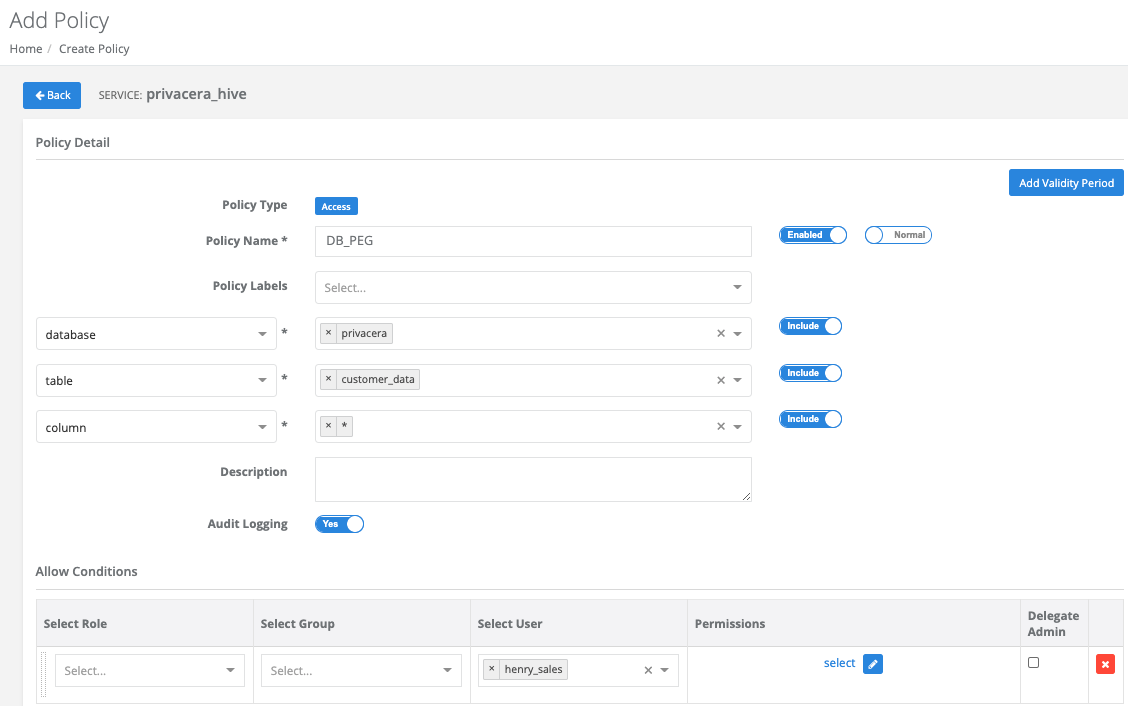 Add Policy
Home / Create Policy
Back SERVICE: privacera_hive
Policy Detail
Add Validity Period
Policy Type Access
Policy Name * DB_PEG Enabled Normal
Policy Labels Select...
database * × privacera × Include
table * × customer_data × Include
column * × * × Include
Description
Audit Logging Yes
Allow Conditions
Select Role Select Group Select User Permissions Delegate Admin
Select... Select... × henry_sales × select ×